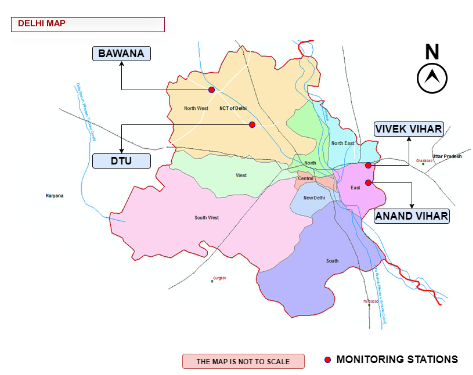 DELHI MAP
BAWANA
N
North West
NCT of Delhi
VIVEK VIHAR
North East
Uttar Pradesh
Ghaziabad
DTU
North
West
Central
East
Haryana
New Delhi
South West
ANAND VIHAR
South
Gurgaon
Faridabad
THE MAP IS NOT TO SCALE
MONITORING STATIONS